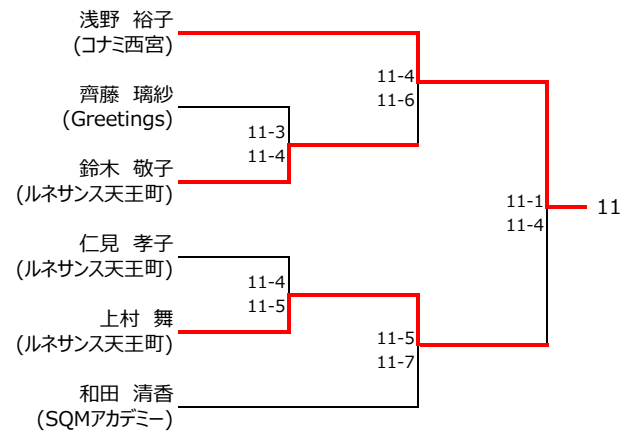 浅野 裕子
(コナミ西宮)
11-4
11-6
齊藤 璃紗
(Greetings)
11-3
11-4
鈴木 敬子
(ルネサンス天王町)
11-1
11-4
11
仁見 孝子
(ルネサンス天王町)
11-4
11-5
上村 舞
(ルネサンス天王町)
11-5
11-7
和田 清香
(SQMアカデミー)